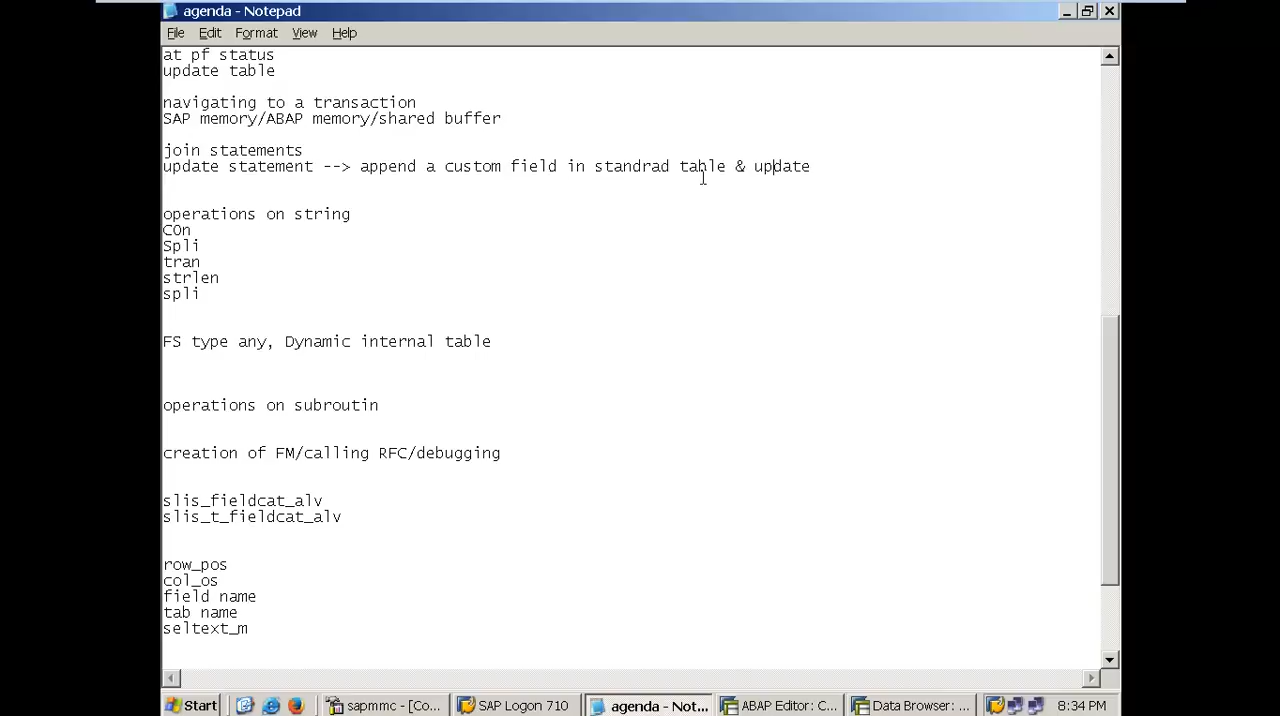 agenda - Notepad
File Edit Format View Help
at pf status
update table
navigating to a transaction
SAP memory/ABAP memory/shared buffer
join statements
update statement --> append a custom field in standrad table & update
operations on string
COn
Spli
tran
strlen
spli
FS type any, Dynamic internal table
operations on subroutin
creation of FM/calling RFC/debugging
slis_fieldcat_alv
slis_t_fieldcat_alv
row_pos
col_os
field name
tab name
seltext_m
Start sapmmc - [Co... SAP Logon 710 agenda - Not... ABAP Editor: C... Data Browser: ... 8:34 PM